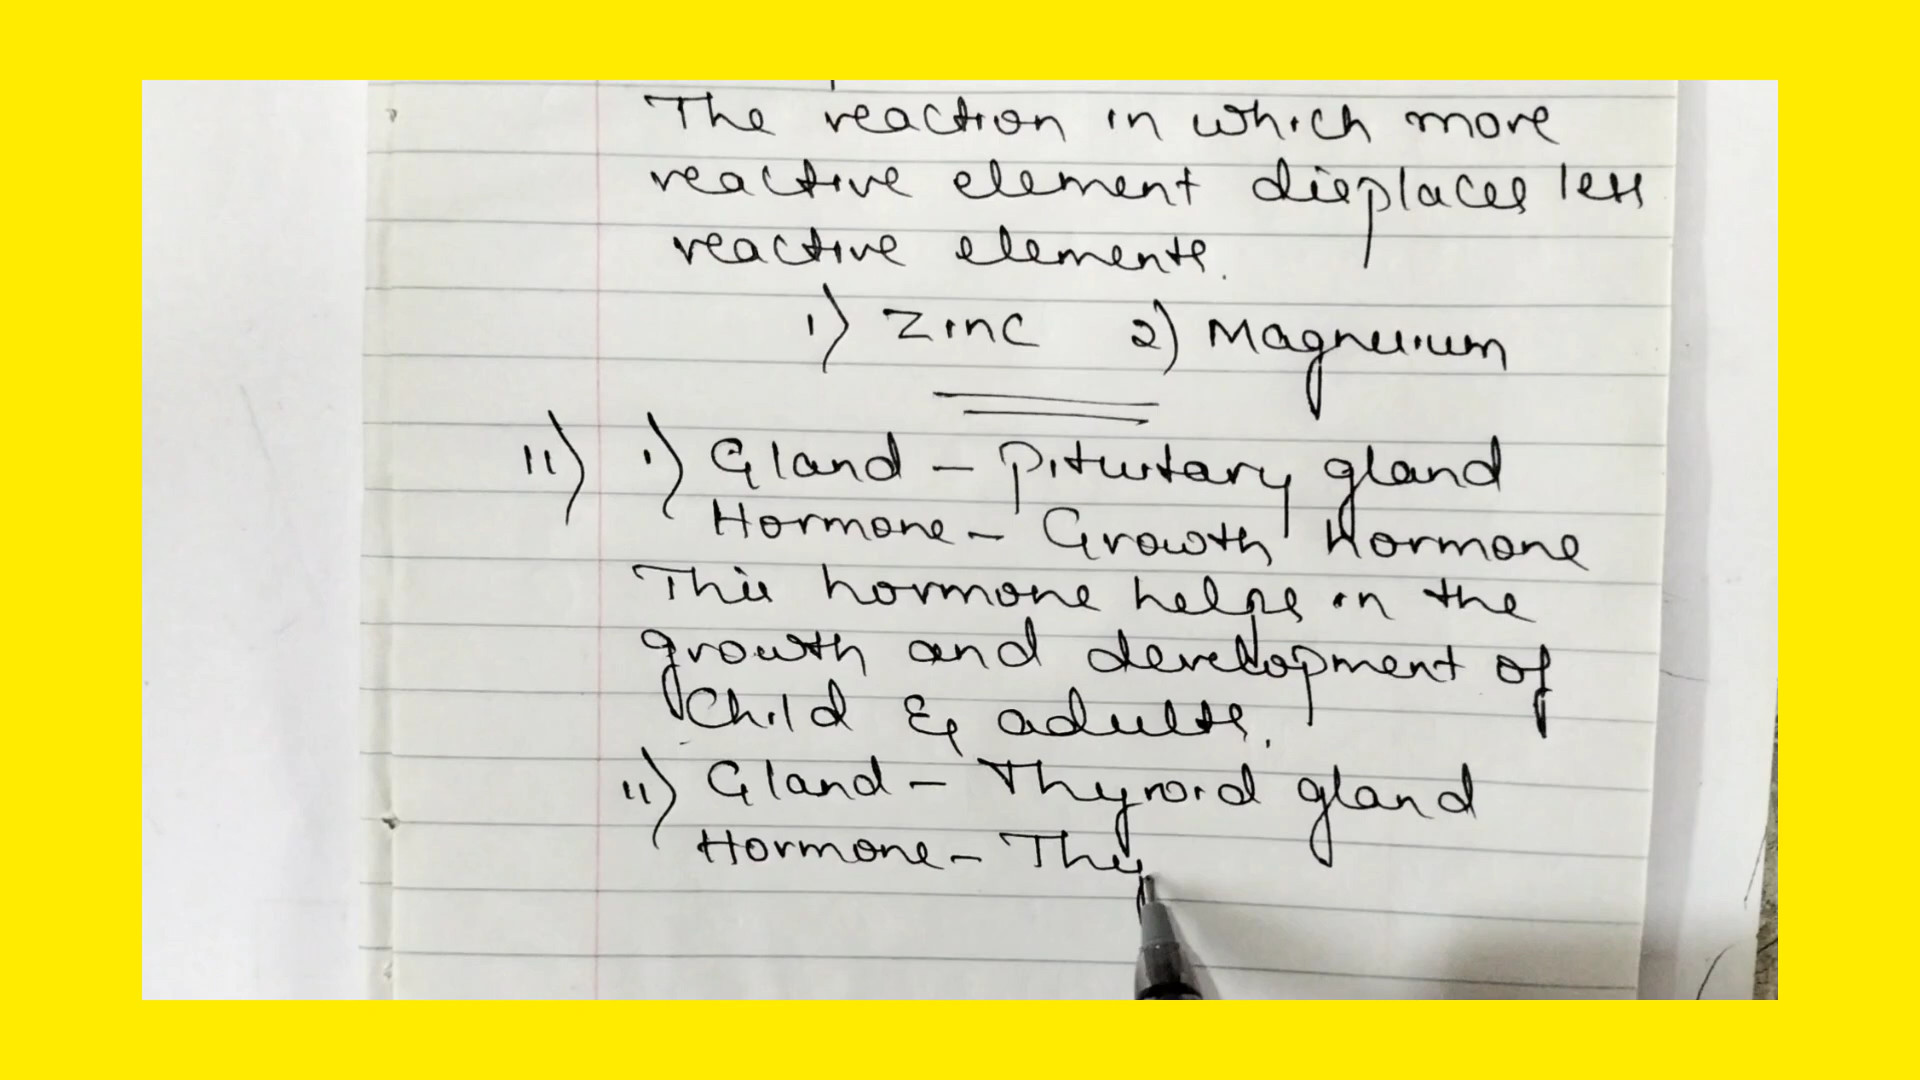 The reaction in which more
reactive element displaces less
reactive elements.
1) Zinc 2) Magnesium
11) i) Gland - Pituitary gland
Hormone - Growth Hormone
This hormone helps in the
growth and development of
Child & adults.
ii) Gland - Thyroid gland
Hormone - Thy